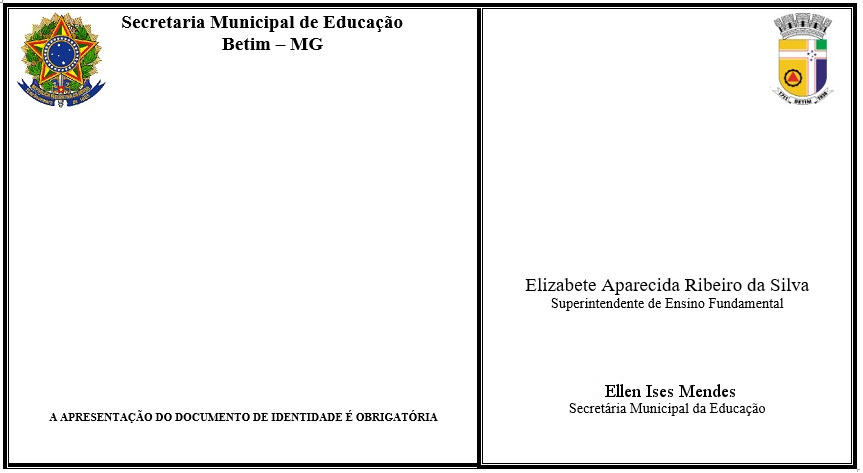 Secretaria Municipal de Educação
Betim – MG
A APRESENTAÇÃO DO DOCUMENTO DE IDENTIDADE É OBRIGATÓRIA
BETIM
Elizabete Aparecida Ribeiro da Silva
Superintendente de Ensino Fundamental
Ellen Ises Mendes
Secretária Municipal da Educação